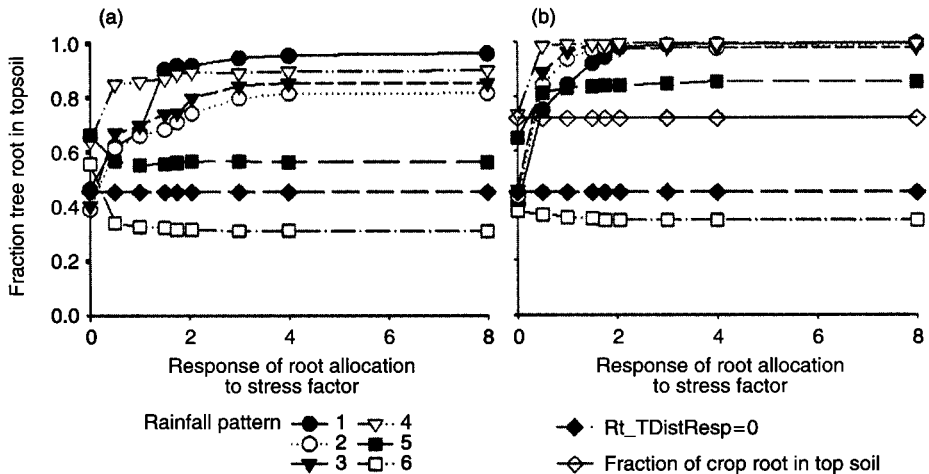 (a)
(b)
Fraction tree root in topsoil
1.0
0.8
0.6
0.4
0.2
0.0
0 2 4 6 8
0 2 4 6 8
Response of root allocation
to stress factor
Response of root allocation
to stress factor
Rainfall pattern
1
2
3
4
5
6
Rt_TDistResp=0
Fraction of crop root in top soil